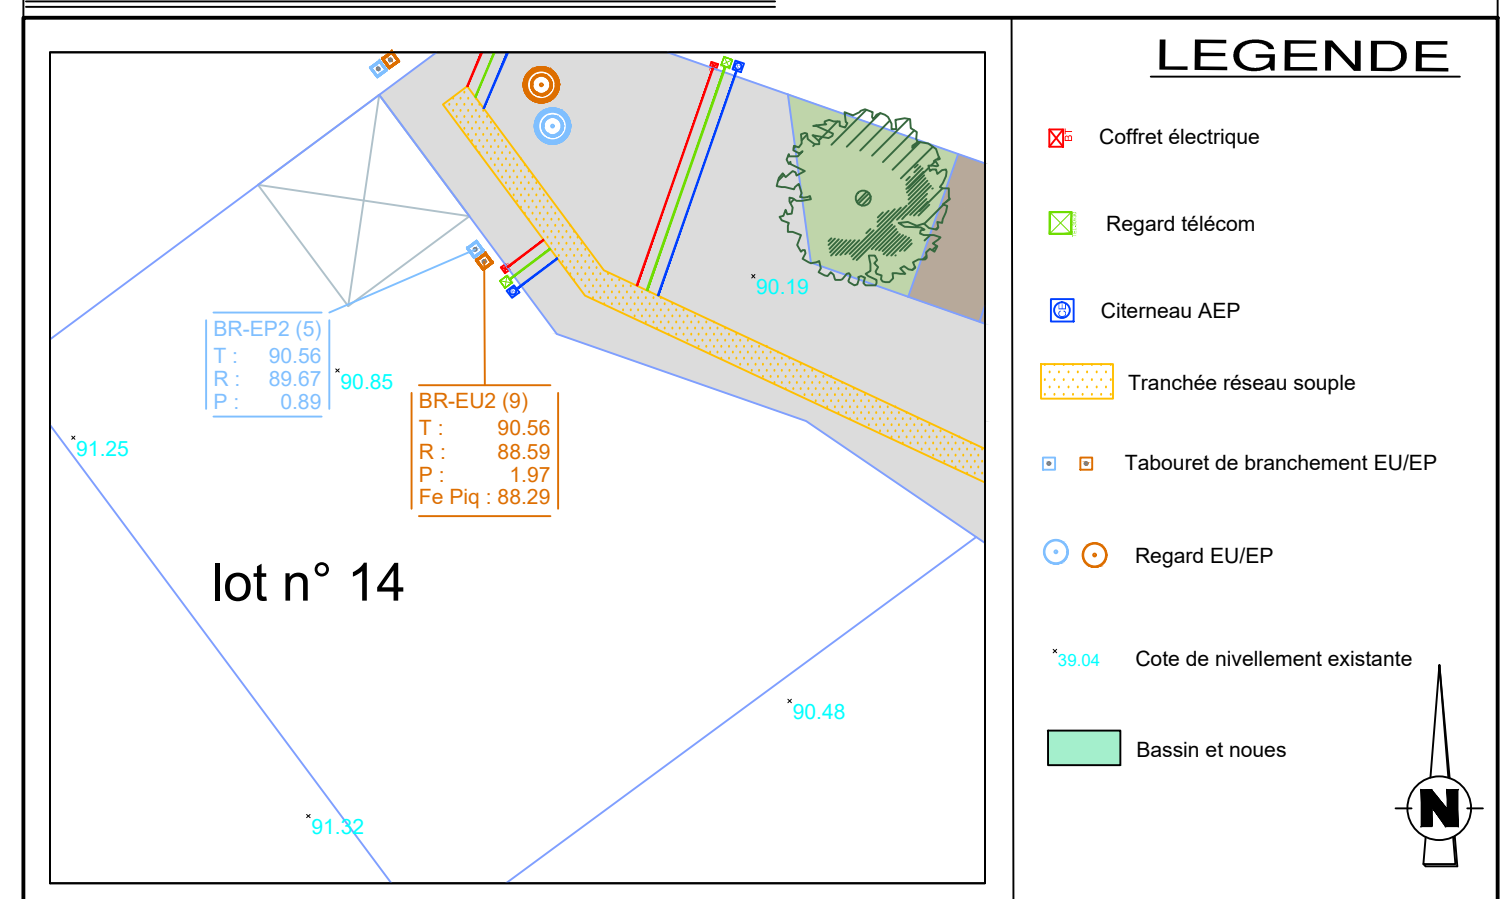 LEGENDE
Coffret électrique
Regard télécom
Citerneau AEP
Tranchée réseau souple
Tabouret de branchement EU/EP
Regard EU/EP
39.04 Cote de nivellement existante
Bassin et noues
N
90.19
BR-EP2 (5)
T : 90.56
R : 89.67
P : 0.89
90.85
BR-EU2 (9)
T : 90.56
R : 88.59
P : 1.97
Fe Piq : 88.29
91.25
lot n° 14
90.48
91.32